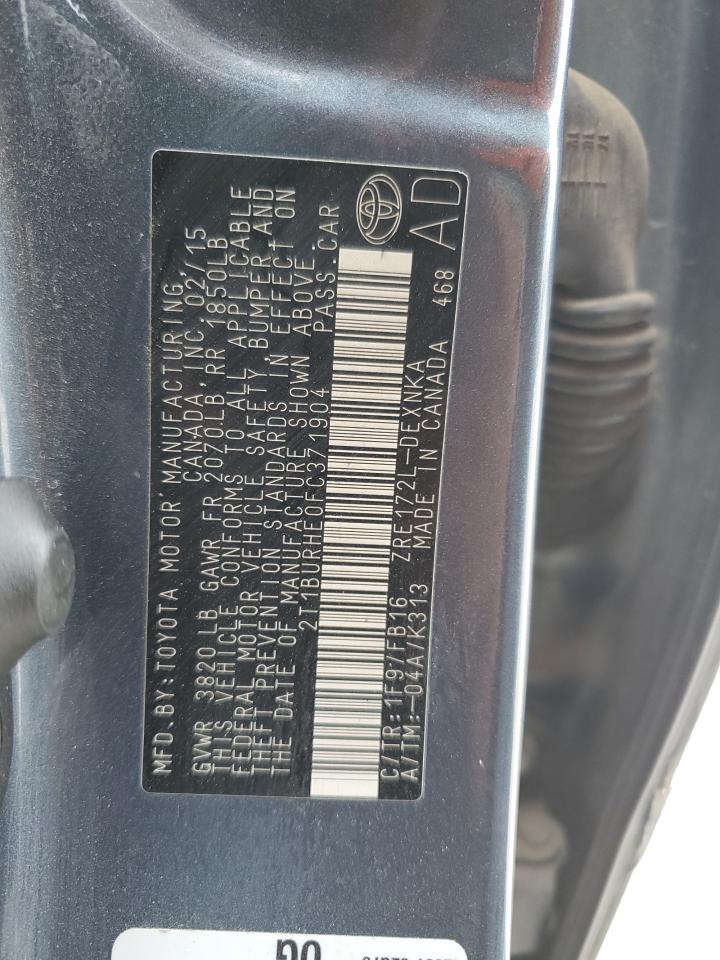 MFD. BY: TOYOTA MOTOR MANUFACTURING
CANADA, INC. 02/15
GVWR 3820 LB GAWR FR 2070 LB, RR 1850LB
THIS VEHICLE CONFORMS TO ALL APPLICABLE
FEDERAL MOTOR VEHICLE SAFETY, BUMPER AND
THEFT PREVENTION STANDARDS IN EFFECT ON
THE DATE OF MANUFACTURE SHOWN ABOVE.
2T1BURHE0FC371904 PASS.CAR
C/TR:1F9/FB16 ZRE172L-DEXNKA
A/TM:-04A/K313 MADE IN CANADA 468
AD